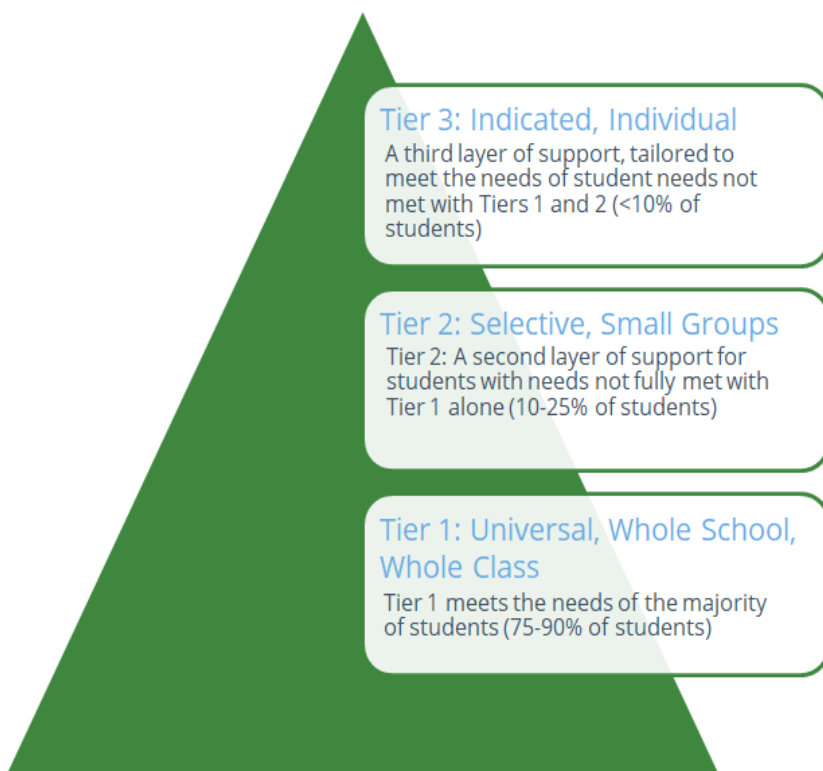 Tier 3: Indicated, Individual
A third layer of support, tailored to
meet the needs of student needs not
met with Tiers 1 and 2 (<10% of
students)
Tier 2: Selective, Small Groups
Tier 2: A second layer of support for
students with needs not fully met with
Tier 1 alone (10-25% of students)
Tier 1: Universal, Whole School,
Whole Class
Tier 1 meets the needs of the majority
of students (75-90% of students)